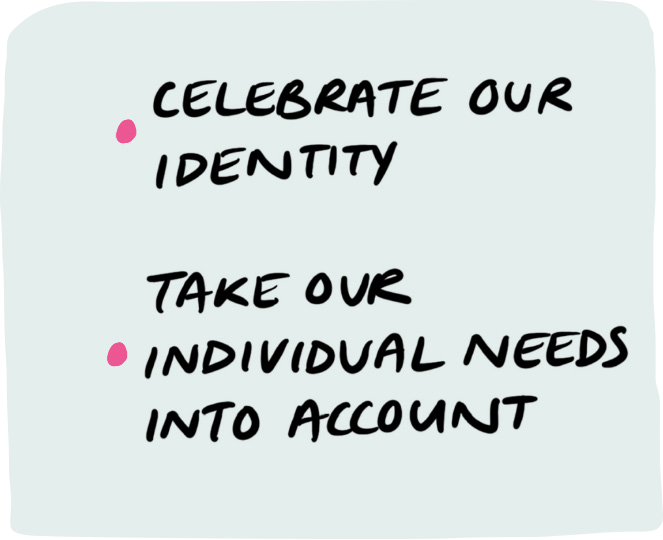 CELEBRATE OUR
IDENTITY
TAKE OUR
INDIVIDUAL NEEDS
INTO ACCOUNT